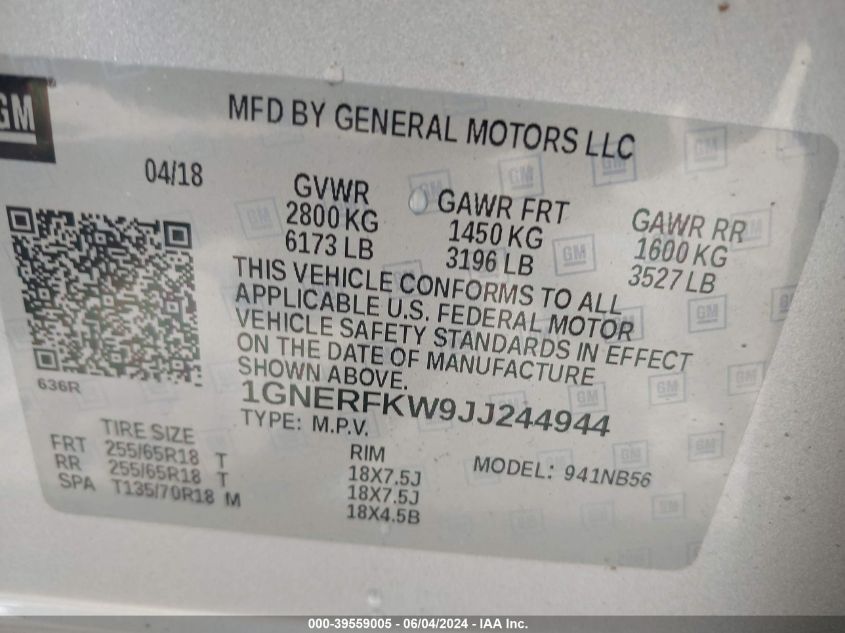 GM
MFD BY GENERAL MOTORS LLC
04/18
GVWR
2800 KG
6173 LB
GAWR FRT
1450 KG
3196 LB
GAWR RR
1600 KG
3527 LB
THIS VEHICLE CONFORMS TO ALL
APPLICABLE U.S. FEDERAL MOTOR
VEHICLE SAFETY STANDARDS IN EFFECT
ON THE DATE OF MANUFACTURE
SHOWN ABOVE.
1GNERFKW9JJ244944
TYPE: M.P.V.
MODEL: 941NB56
636R
TIRE SIZE
RIM
FRT 255/65R18 T 18X7.5J
RR 255/65R18 T 18X7.5J
SPA T135/70R18 M 18X4.5B
000-39559005 - 06/04/2024 - IAA Inc.